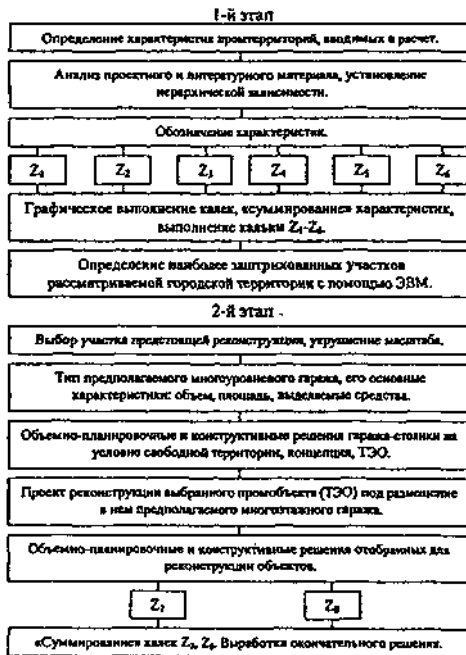 1-й этап
Определение характеристик промтерриторий, вводимых в расчет.
Анализ проектного и литературного материала, установление
иерархической зависимости.
Обозначение характеристик.
Z₁ Z₂ Z₃ Z₄ Z₅ Z₆
Графическое выполнение калек, «суммирование» характеристик,
выполнение кальки Z₁-Z₆.
Определение наиболее заштрихованных участков
рассматриваемой городской территории с помощью ЭВМ.
2-й этап
Выбор участка предстоящей реконструкции, укрупнение масштаба.
Тип предполагаемого многоуровневого гаража, его основные
характеристики: объем, площадь, выделяемые средства.
Объемно-планировочные и конструктивные решения гаража-стоянки на
условно свободной территории, концепция, ТЭО.
Проект реконструкции выбранного промобъекта (ТЭО) под размещение
в нем предполагаемого многоэтажного гаража.
Объемно-планировочные и конструктивные решения отобранных для
реконструкции объектов.
Z₇ Z₈
«Суммирование» калек Z₇, Z₈. Выработка окончательного решения.